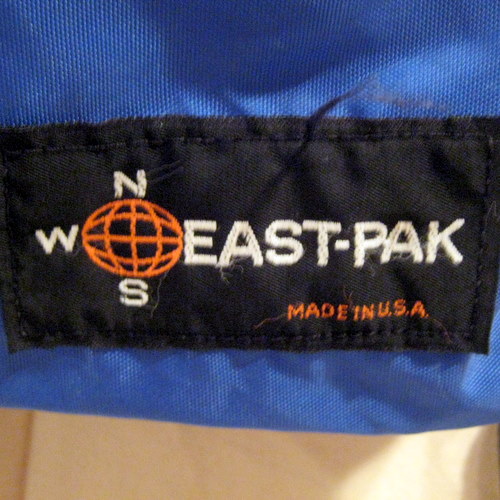 N
W EAST-PAK
S
MADE IN U.S.A.